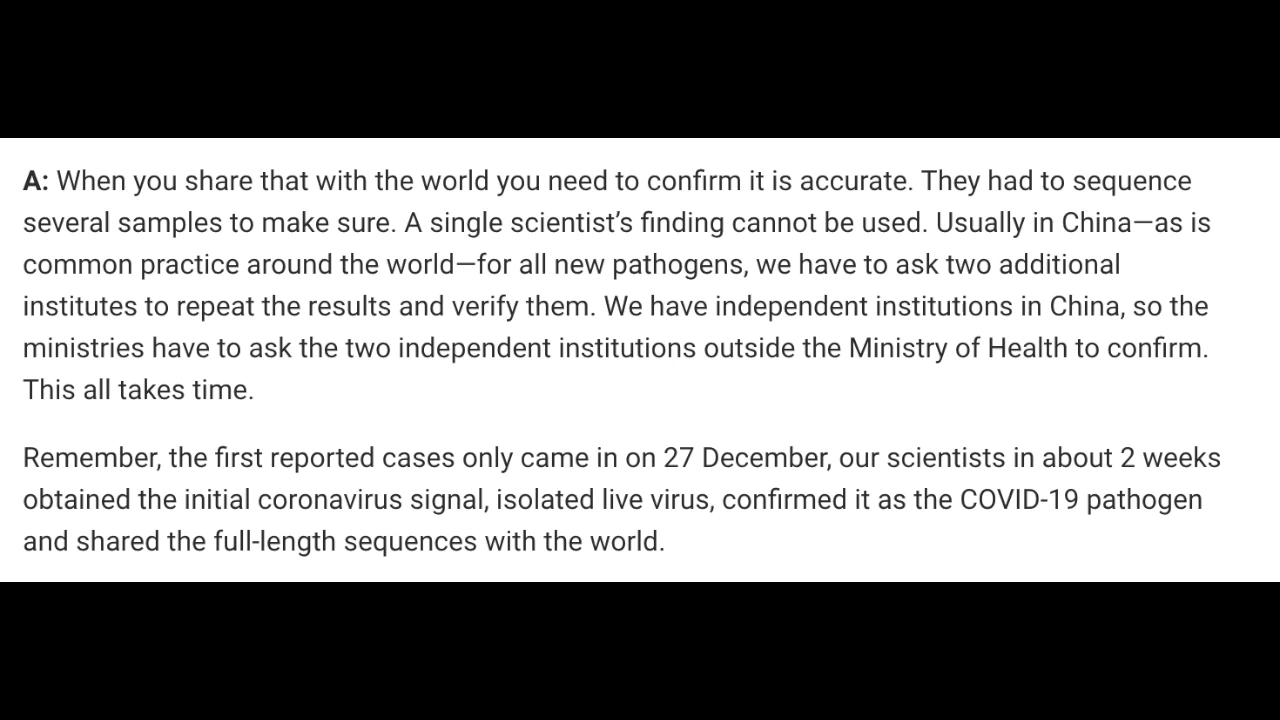 A: When you share that with the world you need to confirm it is accurate. They had to sequence
several samples to make sure. A single scientist’s finding cannot be used. Usually in China—as is
common practice around the world—for all new pathogens, we have to ask two additional
institutes to repeat the results and verify them. We have independent institutions in China, so the
ministries have to ask the two independent institutions outside the Ministry of Health to confirm.
This all takes time.
Remember, the first reported cases only came in on 27 December, our scientists in about 2 weeks
obtained the initial coronavirus signal, isolated live virus, confirmed it as the COVID-19 pathogen
and shared the full-length sequences with the world.